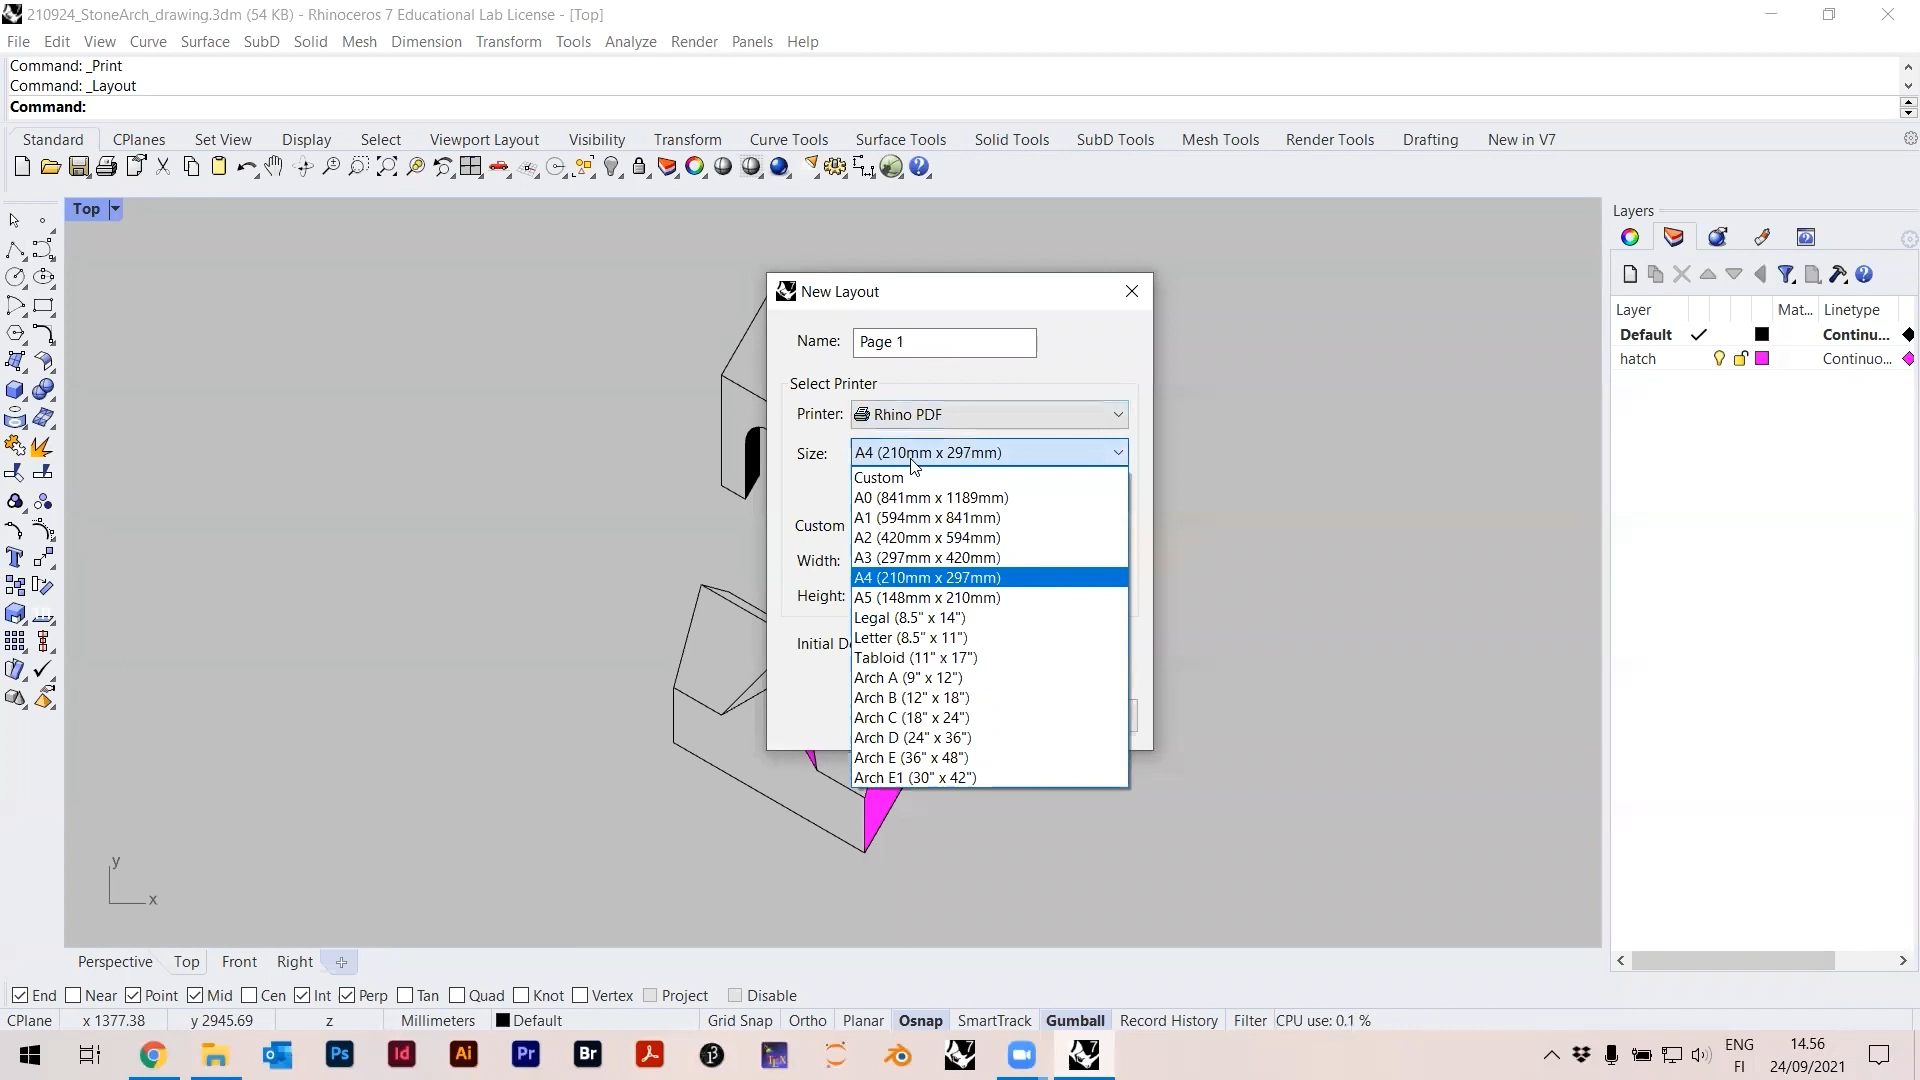 210924_StoneArch_drawing.3dm (54 KB) - Rhinoceros 7 Educational Lab License - [Top]
File Edit View Curve Surface SubD Solid Mesh Dimension Transform Tools Analyze Render Panels Help
Command: _Print
Command: _Layout
Command:
Standard CPlanes Set View Display Select Viewport Layout Visibility Transform Curve Tools Surface Tools Solid Tools SubD Tools Mesh Tools Render Tools Drafting New in V7
Top
Layers
New Layout
Layer Mat... Linetype
Default Continu...
hatch Continuo...
Name: Page 1
Select Printer
Printer: Rhino PDF
Size: A4 (210mm x 297mm)
Custom
A0 (841mm x 1189mm)
A1 (594mm x 841mm)
Custom
A2 (420mm x 594mm)
Width: A3 (297mm x 420mm)
A4 (210mm x 297mm)
Height: A5 (148mm x 210mm)
Legal (8.5" x 14")
Initial D Letter (8.5" x 11")
Tabloid (11" x 17")
Arch A (9" x 12")
Arch B (12" x 18")
Arch C (18" x 24")
Arch D (24" x 36")
Arch E (36" x 48")
Arch E1 (30" x 42")
y
x
Perspective Top Front Right
End Near Point Mid Cen Int Perp Tan Quad Knot Vertex Project Disable
CPlane x 1377.38 y 2945.69 z Millimeters Default Grid Snap Ortho Planar Osnap SmartTrack Gumball Record History Filter CPU use: 0.1 %
Ps Id Ai Pr Br
ENG
FI
14.56
24/09/2021